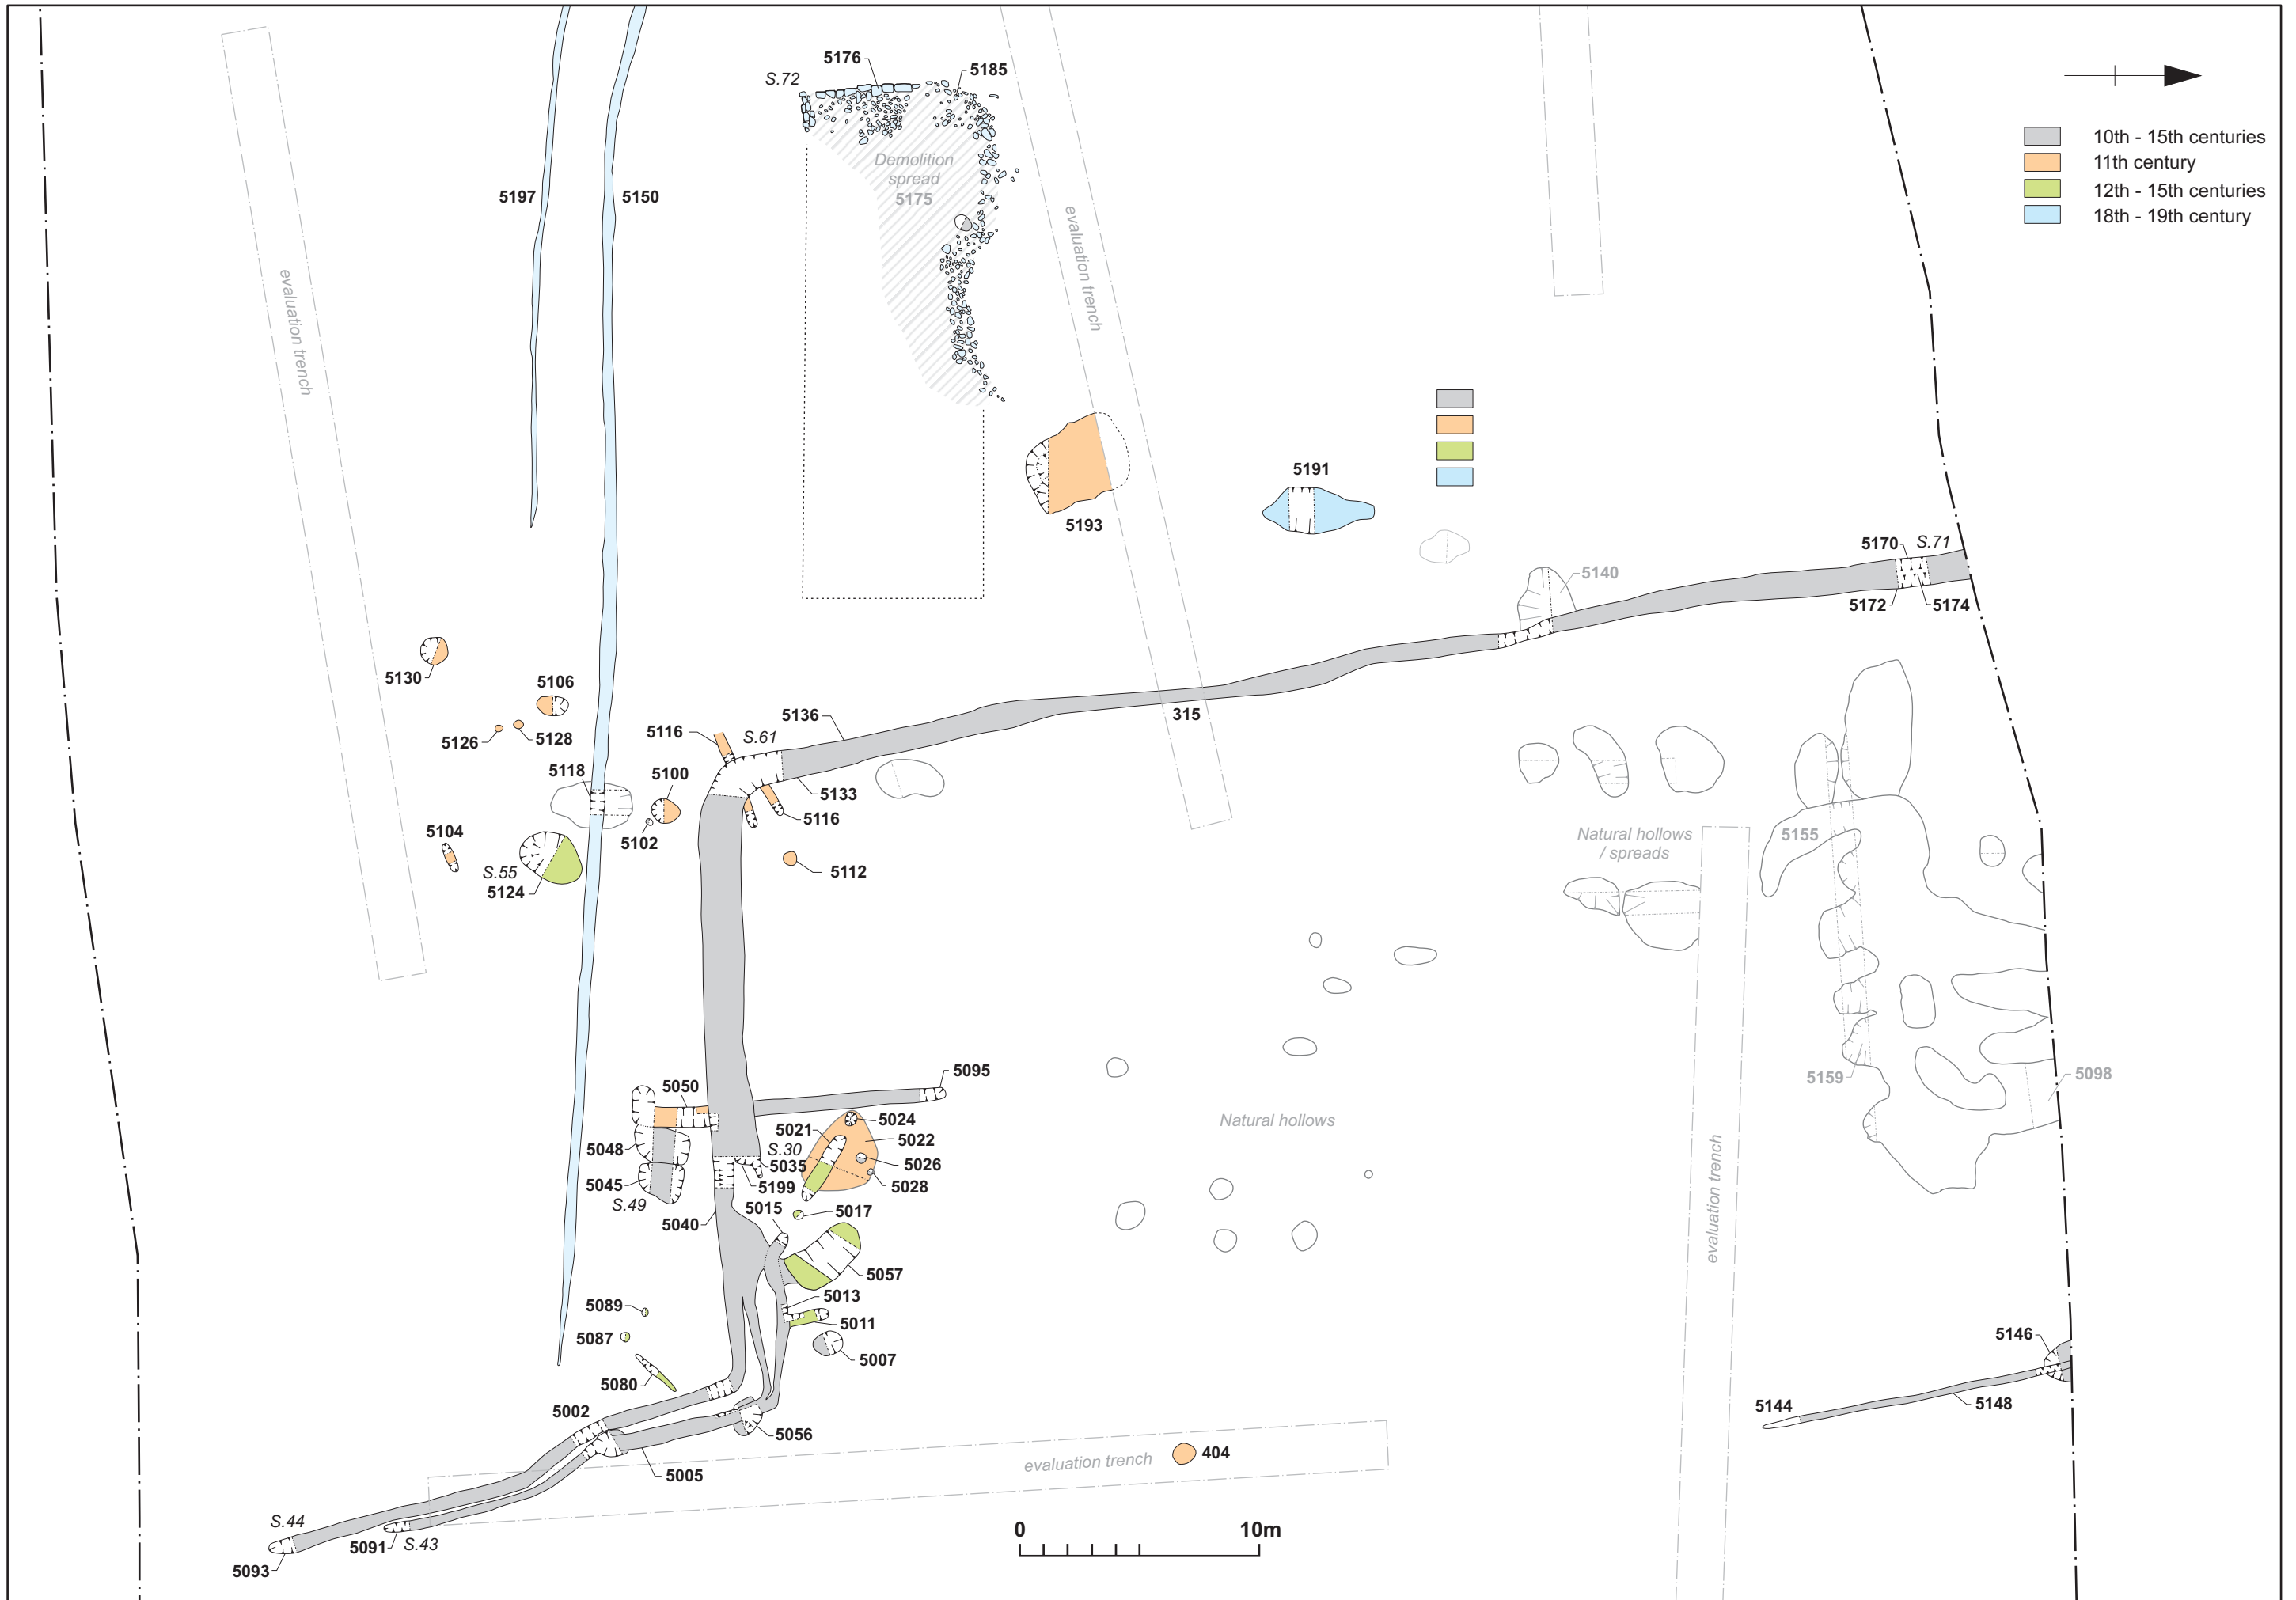 5176
S.72
5185
10th - 15th centuries
11th century
12th - 15th centuries
18th - 19th century
Demolition
spread
5175
5197
5150
evaluation trench
evaluation trench
5191
5193
5170
S.71
5140
5172
5174
5130
5106
5136
315
5116
S.61
5126
5128
5118
5100
5133
5116
5102
5104
Natural hollows
/ spreads
5155
S.55
5124
5112
5095
5050
5159
5098
5024
5021
5022
Natural hollows
5048
S.30
5035
5026
5045
5199
5028
S.49
5015
5017
5040
evaluation trench
5057
5013
5089
5011
5087
5146
5007
5080
5144
5148
5002
5056
evaluation trench
404
5005
S.44
0
10m
5091
S.43
5093